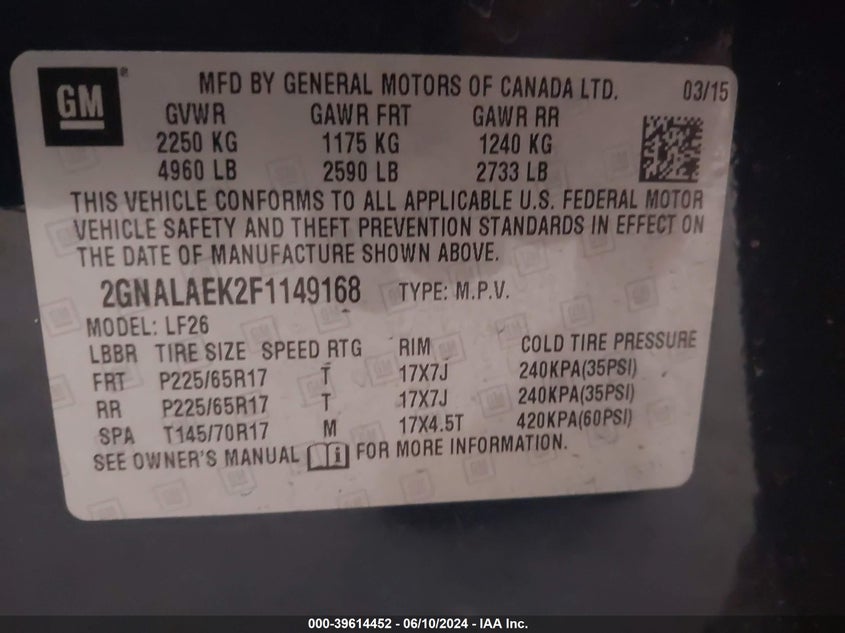 GM
MFD BY GENERAL MOTORS OF CANADA LTD. 03/15
GVWR GAWR FRT GAWR RR
2250 KG 1175 KG 1240 KG
4960 LB 2590 LB 2733 LB
THIS VEHICLE CONFORMS TO ALL APPLICABLE U.S. FEDERAL MOTOR
VEHICLE SAFETY AND THEFT PREVENTION STANDARDS IN EFFECT ON
THE DATE OF MANUFACTURE SHOWN ABOVE.
2GNALAEK2F1149168 TYPE: M.P.V.
MODEL: LF26
LBBR TIRE SIZE SPEED RTG RIM COLD TIRE PRESSURE
FRT P225/65R17 T 17X7J 240KPA(35PSI)
RR P225/65R17 T 17X7J 240KPA(35PSI)
SPA T145/70R17 M 17X4.5T 420KPA(60PSI)
SEE OWNER'S MANUAL i FOR MORE INFORMATION.
000-39614452 - 06/10/2024 - IAA Inc.